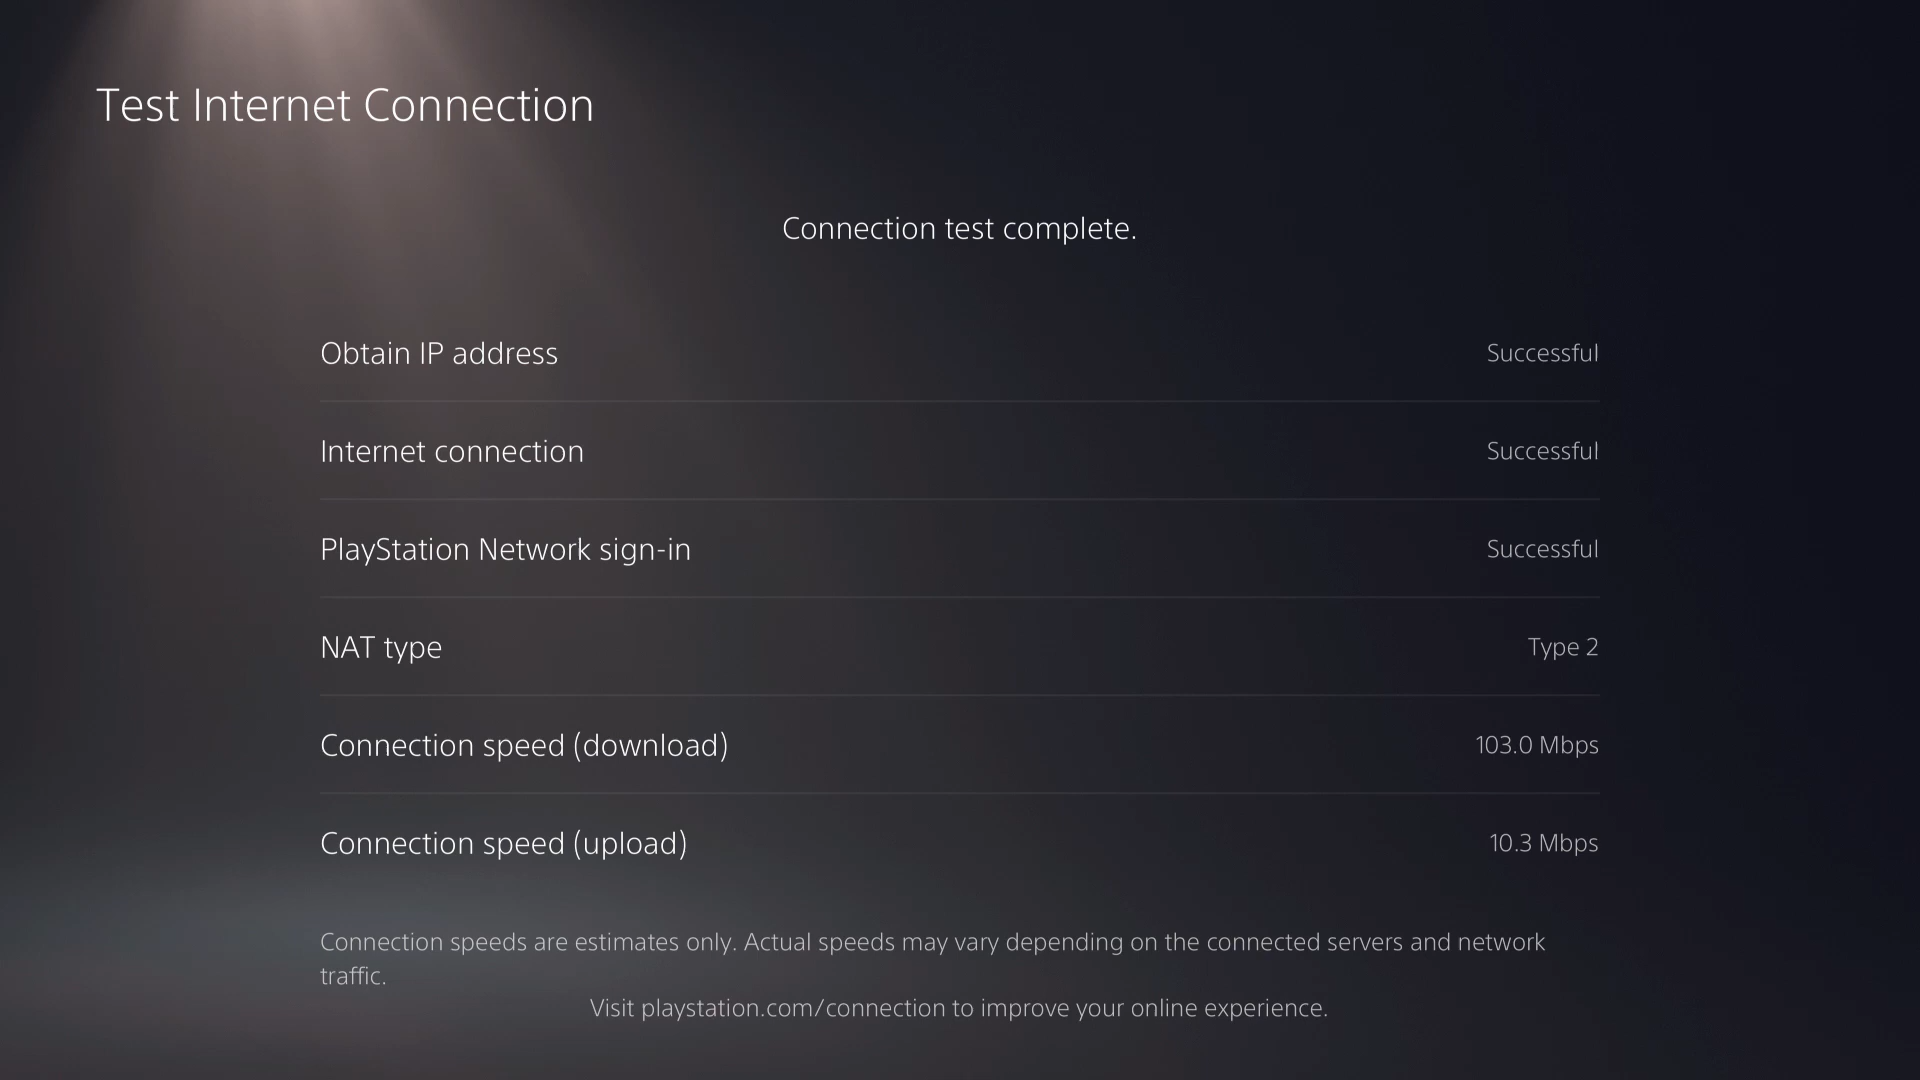 Test Internet Connection
Connection test complete.
Obtain IP address Successful
Internet connection Successful
PlayStation Network sign-in Successful
NAT type Type 2
Connection speed (download) 103.0 Mbps
Connection speed (upload) 10.3 Mbps
Connection speeds are estimates only. Actual speeds may vary depending on the connected servers and network
traffic.
Visit playstation.com/connection to improve your online experience.